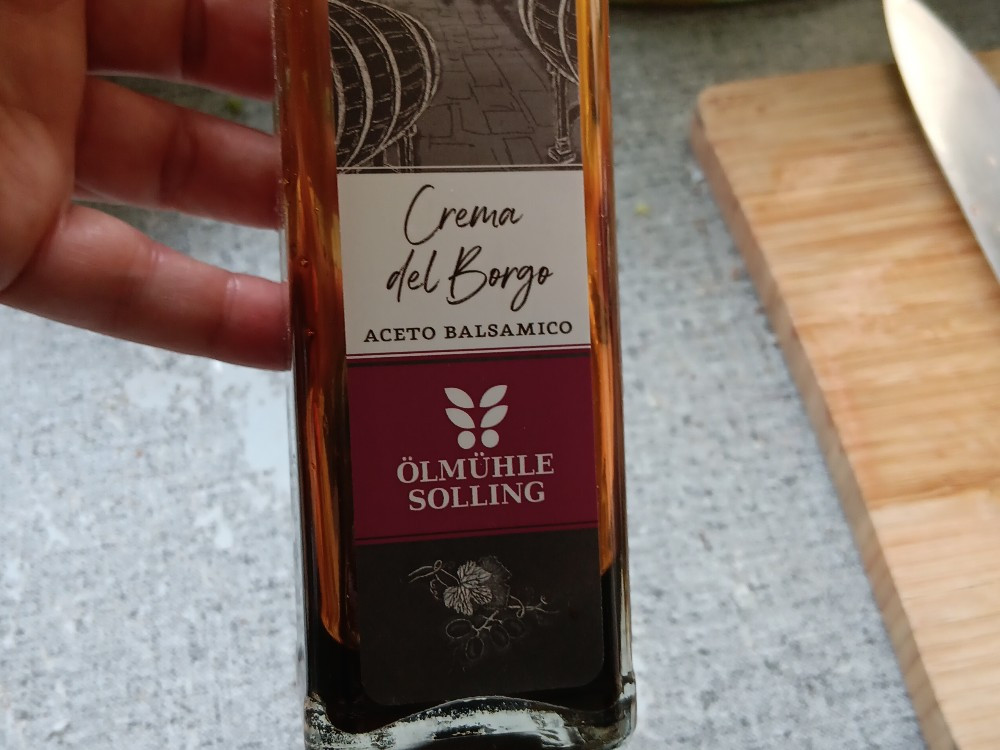 Crema
del Borgo
ACETO BALSAMICO
ÖLMÜHLE
SOLLING